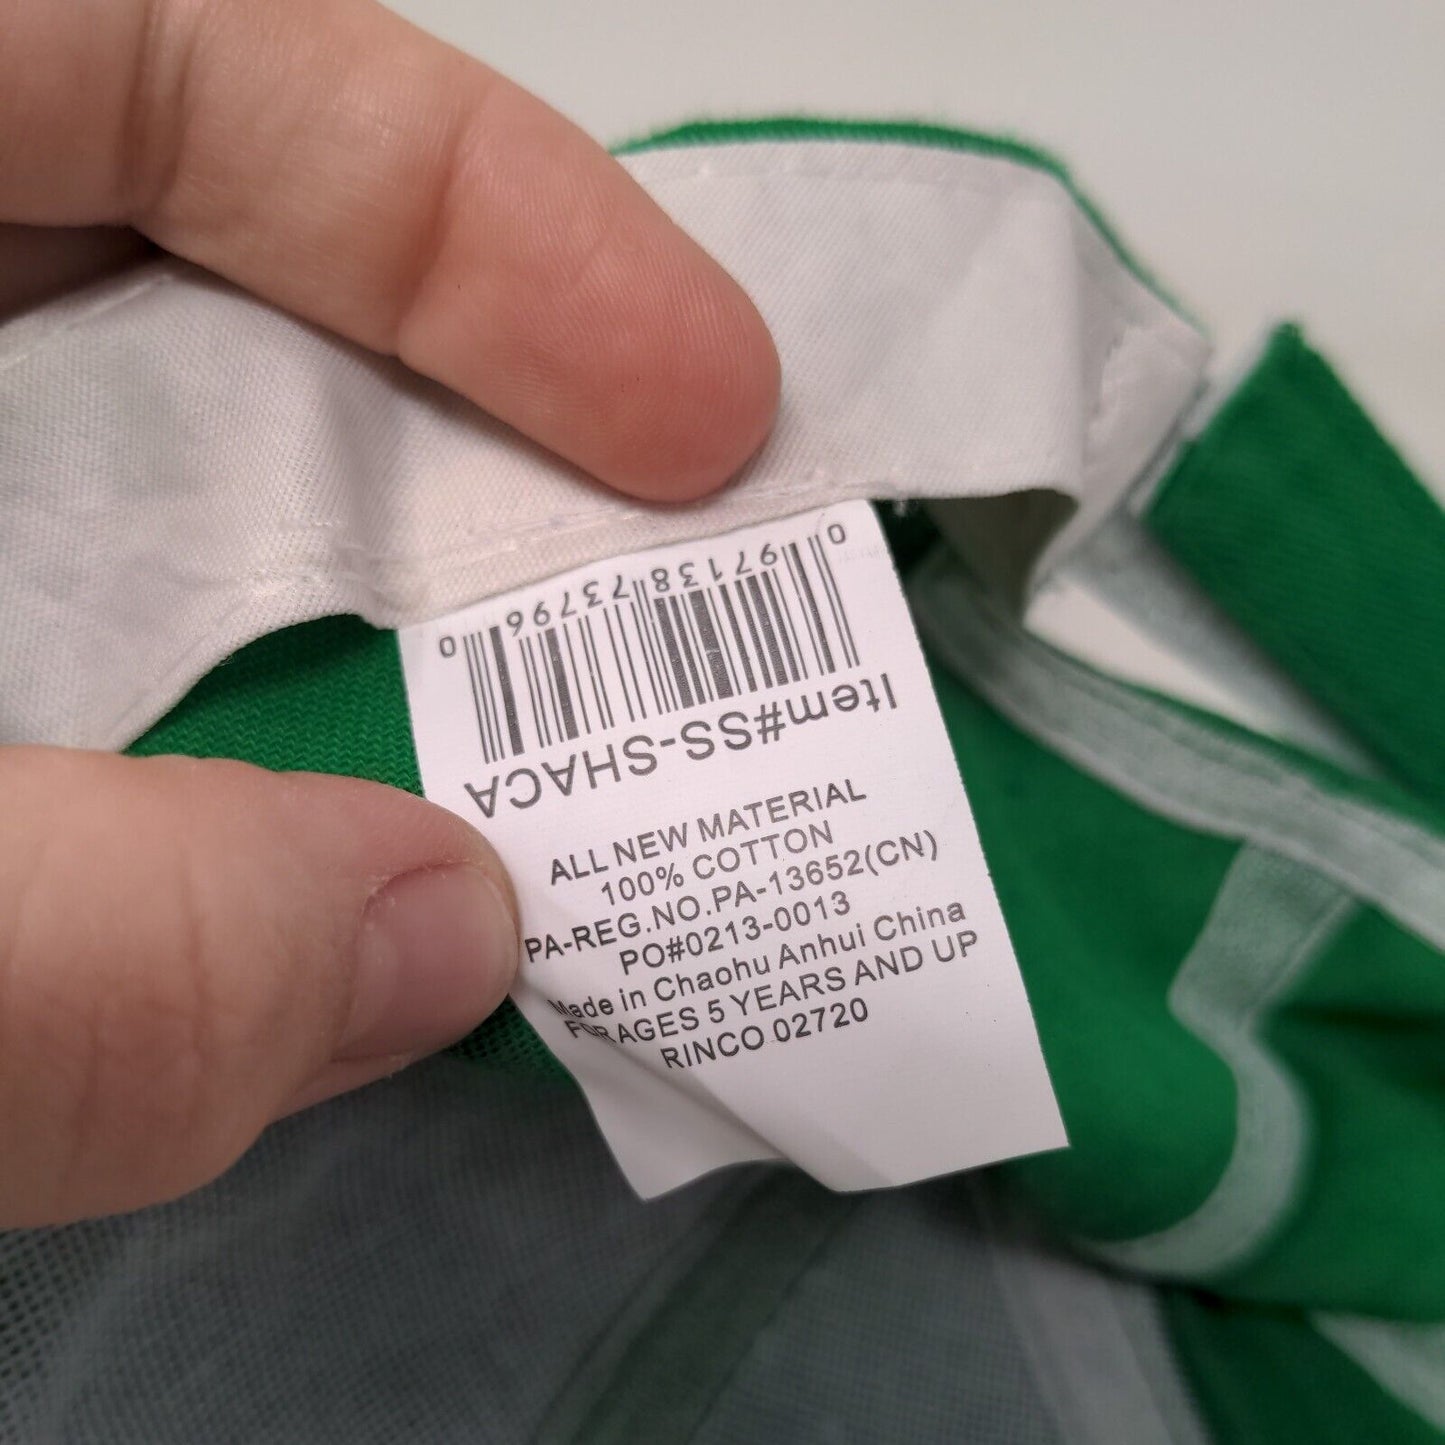 Item#SS-SHACA
0 97138 73796 0
ALL NEW MATERIAL
100% COTTON
PA-REG.NO.PA-13652(CN)
PO#0213-0013
Made in Chaohu Anhui China
FOR AGES 5 YEARS AND UP
RINCO 02720